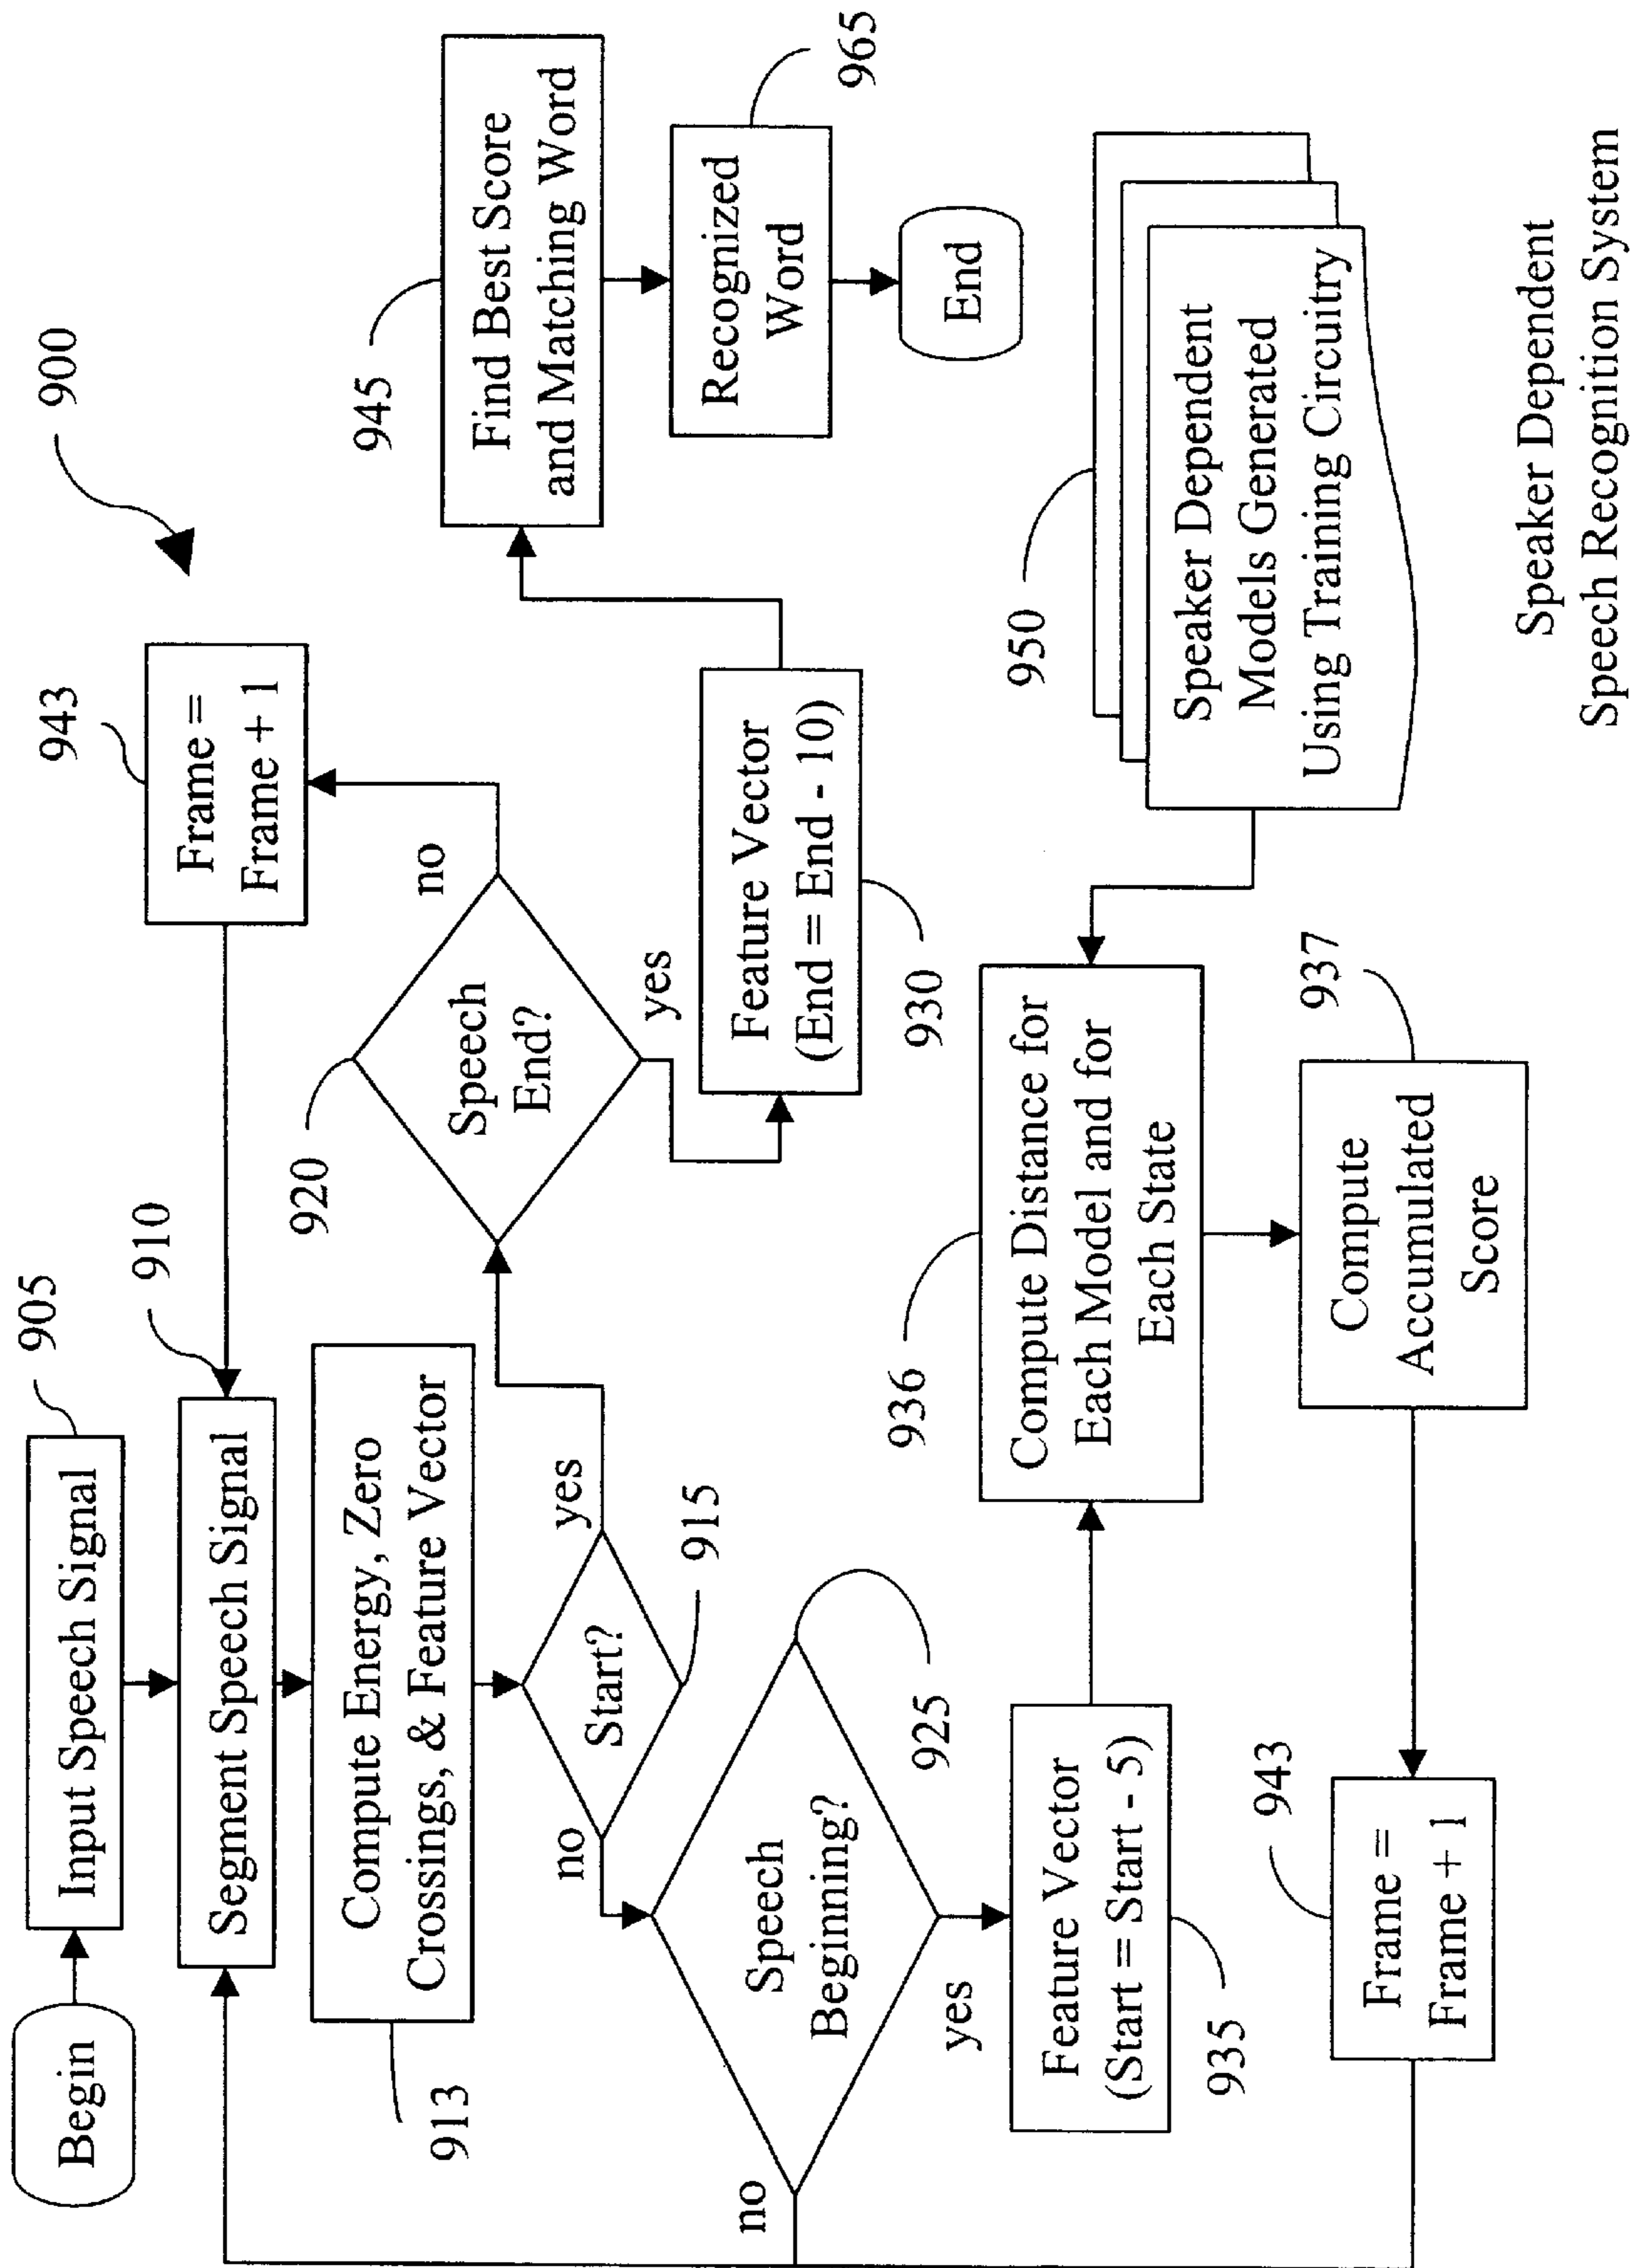 900
Begin
Input Speech Signal
905
Segment Speech Signal
910
Compute Energy, Zero
Crossings, & Feature Vector
913
Start?
915
yes
no
Speech
Beginning?
925
no
yes
Feature Vector
(Start = Start - 5)
935
Compute Distance for
Each Model and for
Each State
936
Compute
Accumulated
Score
937
Frame =
Frame + 1
943
Speech
End?
920
no
yes
Frame =
Frame + 1
943
Feature Vector
(End = End - 10)
930
Find Best Score
and Matching Word
945
Recognized
Word
965
End
Speaker Dependent
Models Generated
Using Training Circuitry
950
Speaker Dependent
Speech Recognition System